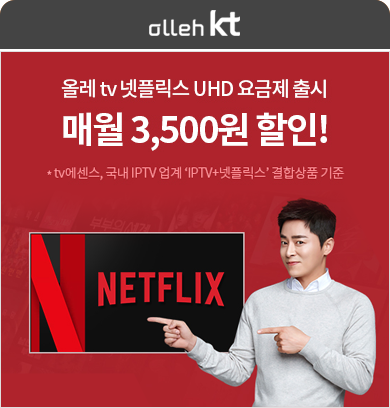 olleh kt
올레 tv 넷플릭스 UHD 요금제 출시
매월 3,500원 할인!
* tv에센스, 국내 IPTV 업계 ‘IPTV+넷플릭스’ 결합상품 기준
NETFLIX